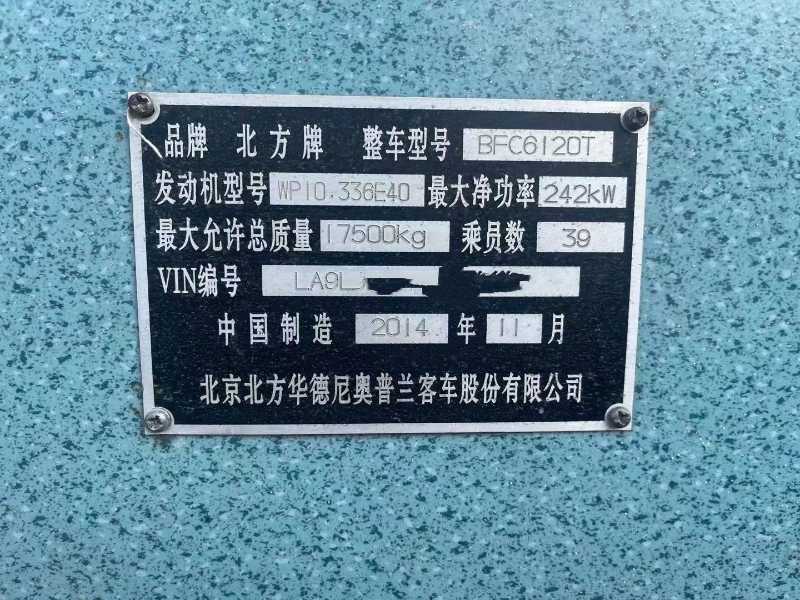 品牌 北方牌 整车型号 BFC6120T
发动机型号 WP10.336E40 最大净功率 242kW
最大允许总质量 17500kg 乘员数 39
VIN编号 LA9L
中国制造 2014 年 11 月
北京北方华德尼奥普兰客车股份有限公司